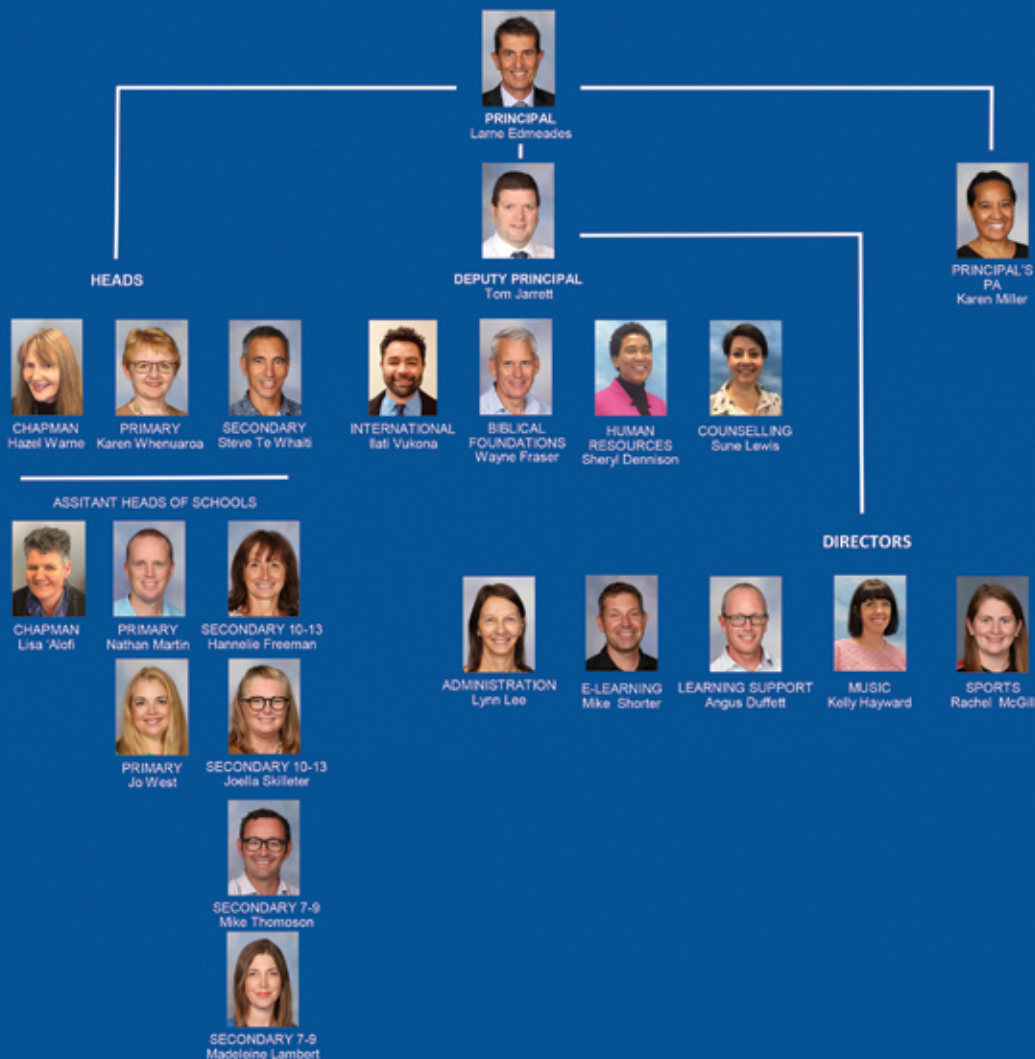 PRINCIPAL
Larne Edmeades
DEPUTY PRINCIPAL
Tom Jarrett
PRINCIPAL'S
PA
Karen Miller
HEADS
CHAPMAN
Hazel Warne
PRIMARY
Karen Whenuaroa
SECONDARY
Steve Te Whaiti
INTERNATIONAL
Ilati Vukona
BIBLICAL
FOUNDATIONS
Wayne Fraser
HUMAN
RESOURCES
Sheryl Dennison
COUNSELLING
Sune Lewis
ASSITANT HEADS OF SCHOOLS
CHAPMAN
Lisa 'Alofi
PRIMARY
Nathan Martin
SECONDARY 10-13
Hannelie Freeman
PRIMARY
Jo West
SECONDARY 10-13
Joella Skilleter
SECONDARY 7-9
Mike Thompson
SECONDARY 7-9
Madeleine Lambert
DIRECTORS
ADMINISTRATION
Lynn Lee
E-LEARNING
Mike Shorter
LEARNING SUPPORT
Angus Duffett
MUSIC
Kelly Hayward
SPORTS
Rachel McGill